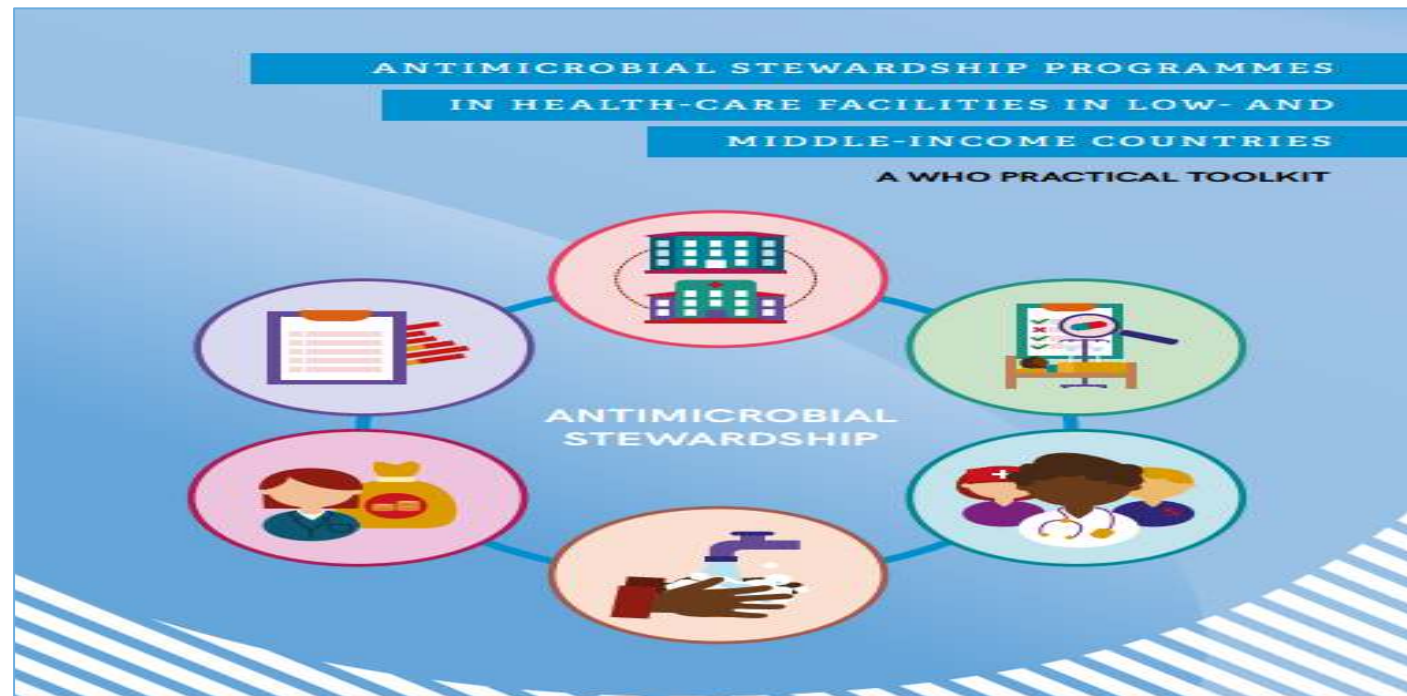 ANTIMICROBIAL STEWARDSHIP PROGRAMMES
IN HEALTH-CARE FACILITIES IN LOW- AND
MIDDLE-INCOME COUNTRIES
A WHO PRACTICAL TOOLKIT
ANTIMICROBIAL
STEWARDSHIP